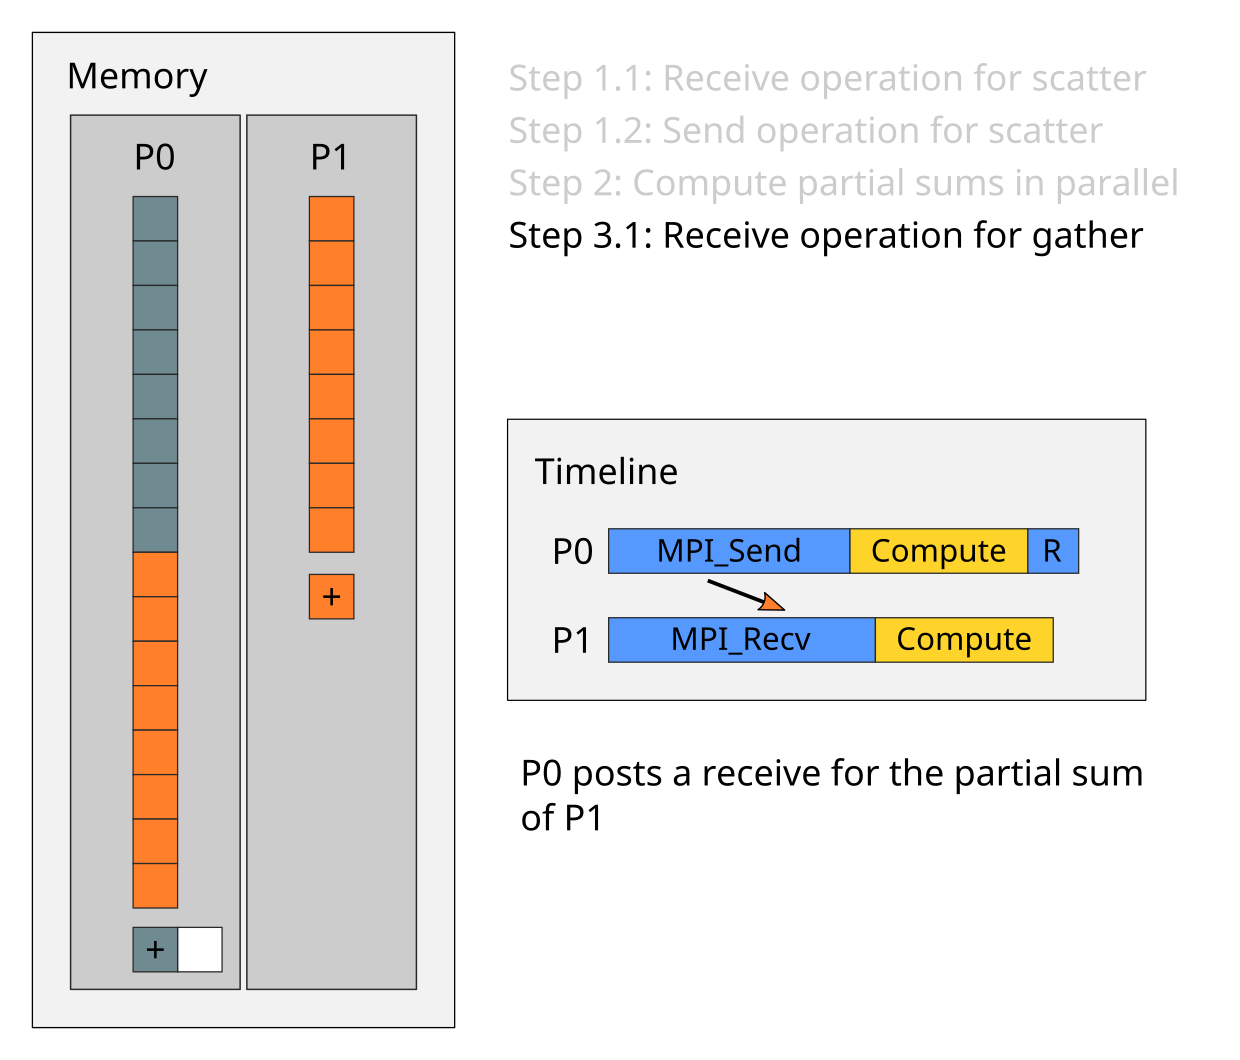 Memory
P0
P1
+
+
Step 1.1: Receive operation for scatter
Step 1.2: Send operation for scatter
Step 2: Compute partial sums in parallel
Step 3.1: Receive operation for gather
Timeline
P0 MPI_Send Compute R
P1 MPI_Recv Compute
P0 posts a receive for the partial sum
of P1